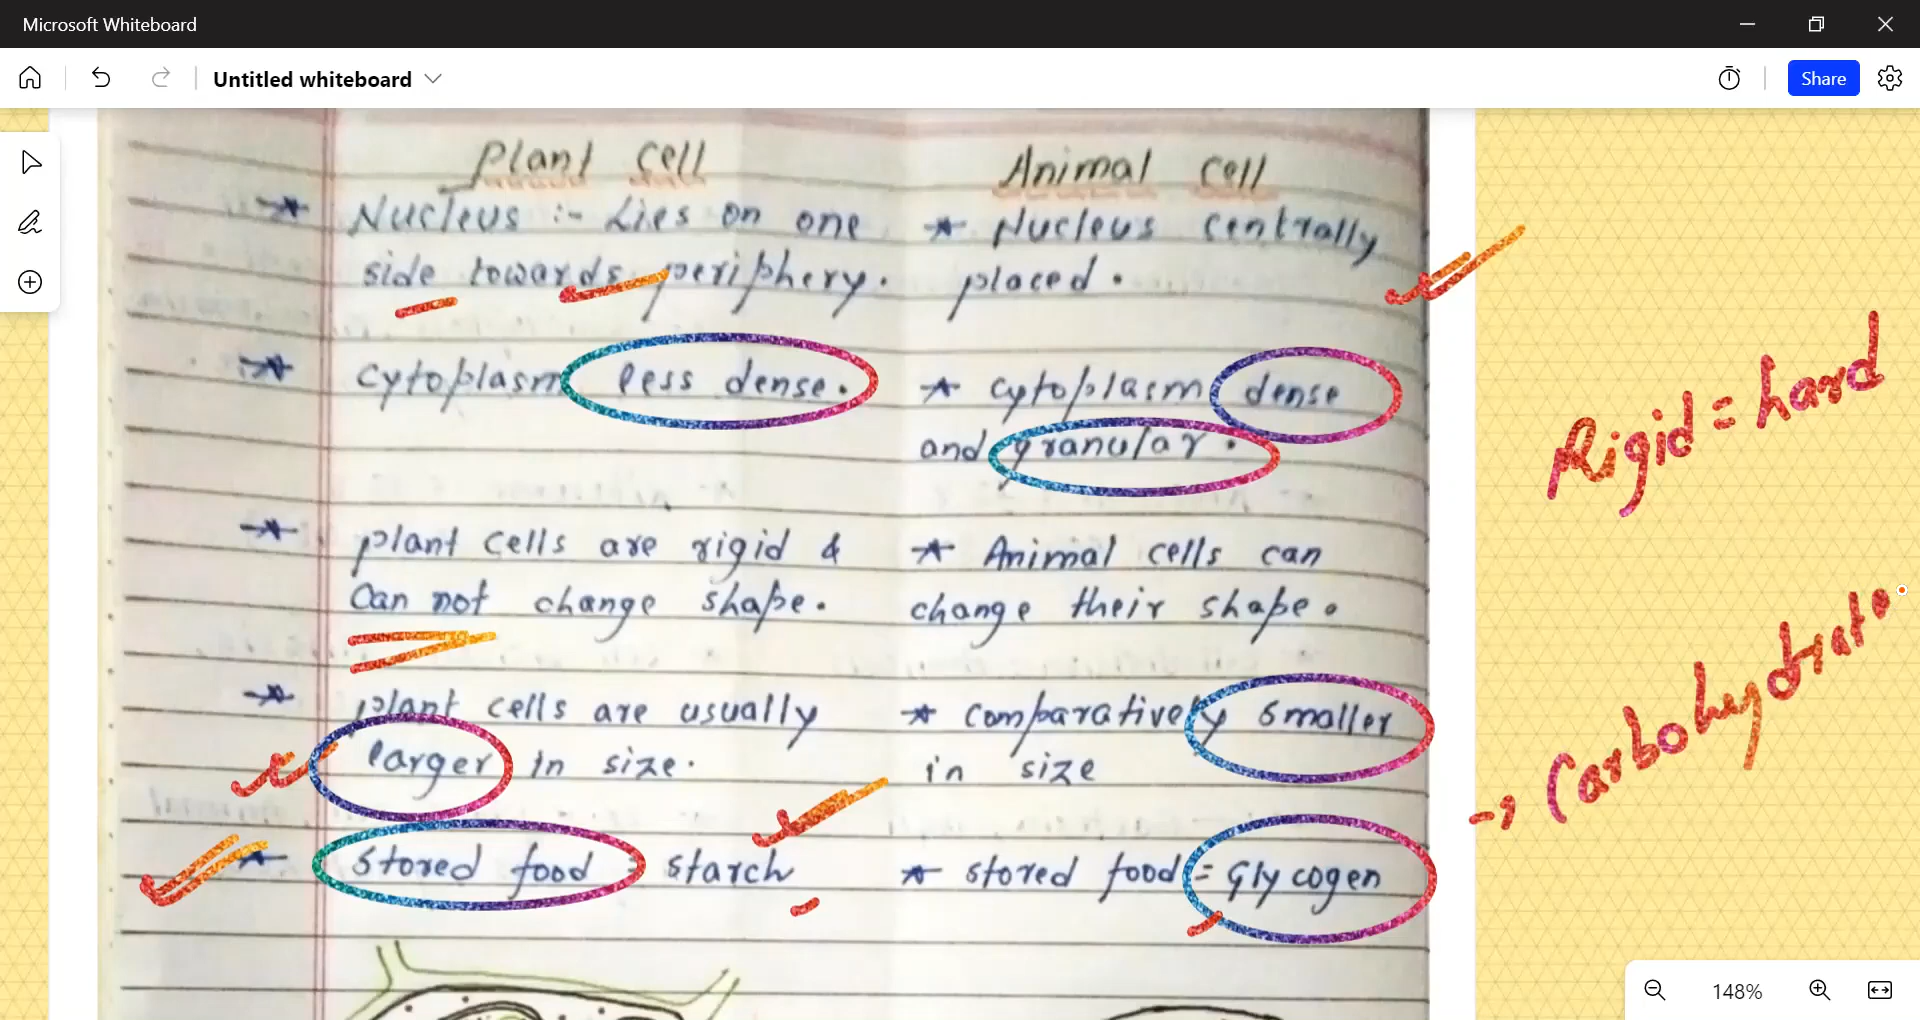 Microsoft Whiteboard
Untitled whiteboard
Share
Plant Cell
Animal Cell
Nucleus :- Lies on one
side towards periphery.
Nucleus centrally
placed.
Cytoplasm less dense.
cytoplasm dense
and granular.
plant cells are rigid &
Can not change shape.
Animal cells can
change their shape.
plant cells are usually
larger in size.
Comparatively smaller
in size
Stored food = starch
stored food = Glycogen
Rigid = hard
→ Carbohydrate
148%